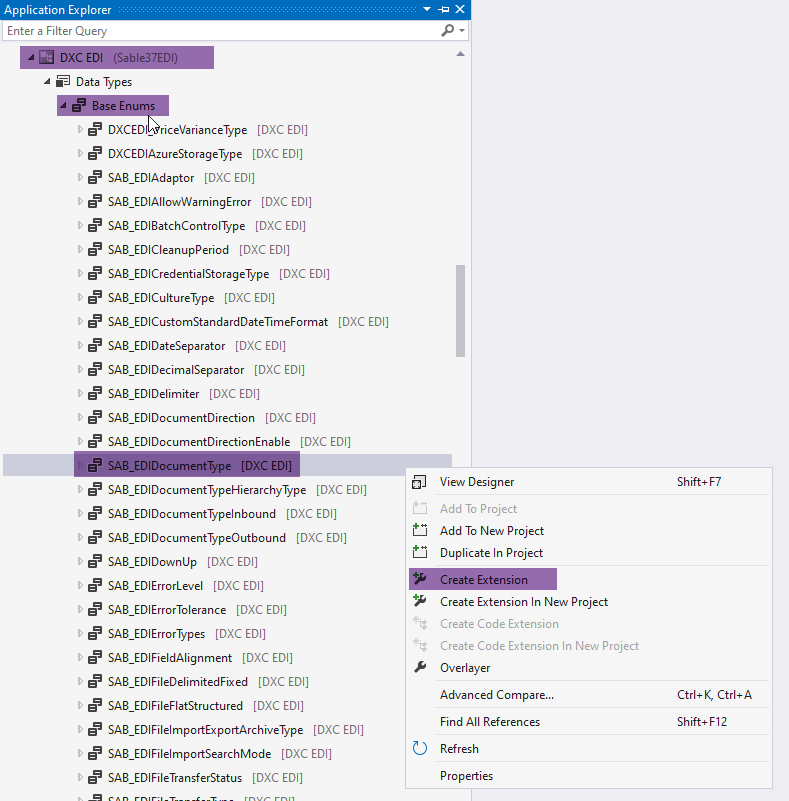 Application Explorer
Enter a Filter Query
DXC EDI (Sable37EDI)
Data Types
Base Enums
DXCEDI_PriceVarianceType [DXC EDI]
DXCEDIAzureStorageType [DXC EDI]
SAB_EDIAdaptor [DXC EDI]
SAB_EDIAllowWarningError [DXC EDI]
SAB_EDIBatchControlType [DXC EDI]
SAB_EDICleanupPeriod [DXC EDI]
SAB_EDICredentialStorageType [DXC EDI]
SAB_EDICultureType [DXC EDI]
SAB_EDICustomStandardDateTimeFormat [DXC EDI]
SAB_EDIDateSeparator [DXC EDI]
SAB_EDIDecimalSeparator [DXC EDI]
SAB_EDIDelimiter [DXC EDI]
SAB_EDIDocumentDirection [DXC EDI]
SAB_EDIDocumentDirectionEnable [DXC EDI]
SAB_EDIDocumentType [DXC EDI]
SAB_EDIDocumentTypeHierarchyType [DXC EDI]
SAB_EDIDocumentTypeInbound [DXC EDI]
SAB_EDIDocumentTypeOutbound [DXC EDI]
SAB_EDIDownUp [DXC EDI]
SAB_EDIErrorLevel [DXC EDI]
SAB_EDIErrorTolerance [DXC EDI]
SAB_EDIErrorTypes [DXC EDI]
SAB_EDIFieldAlignment [DXC EDI]
SAB_EDIFileDelimitedFixed [DXC EDI]
SAB_EDIFileFlatStructured [DXC EDI]
SAB_EDIFileImportExportArchiveType [DXC EDI]
SAB_EDIFileImportSearchMode [DXC EDI]
SAB_EDIFileTransferStatus [DXC EDI]
SAB_EDIFileTransferType [DXC EDI]
View Designer Shift+F7
Add To Project
Add To New Project
Duplicate In Project
Create Extension
Create Extension In New Project
Create Code Extension
Create Code Extension In New Project
Overlayer
Advanced Compare... Ctrl+K, Ctrl+A
Find All References Shift+F12
Refresh
Properties